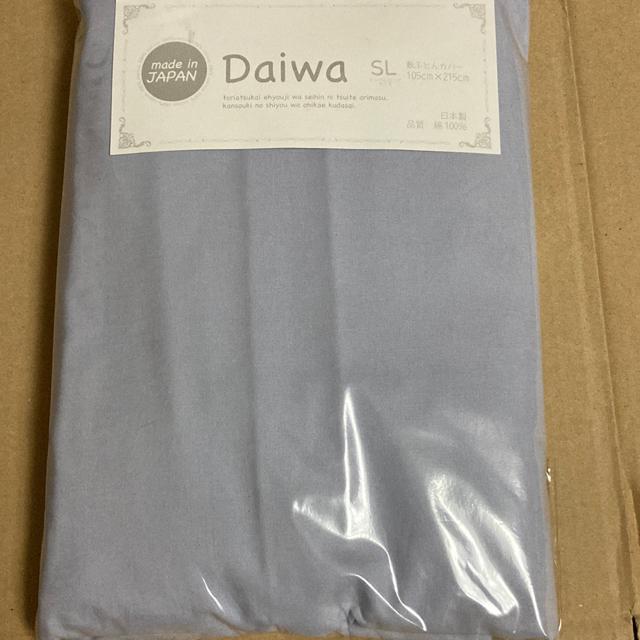 made in
JAPAN
Daiwa
SL
敷ふとんカバー
105cm×215cm
toriatsukai ehyouji wa seihin ni tsuite orimasu.
kansouki no shiyou wa ohikae kudasai.
日本製
品質 綿100%